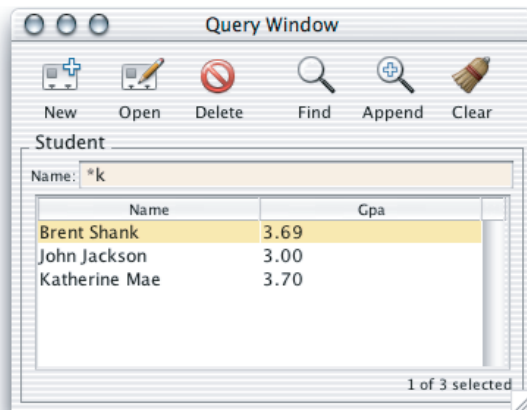 Query Window
New Open Delete Find Append Clear
Student
Name: *k
Name Gpa
Brent Shank 3.69
John Jackson 3.00
Katherine Mae 3.70
1 of 3 selected